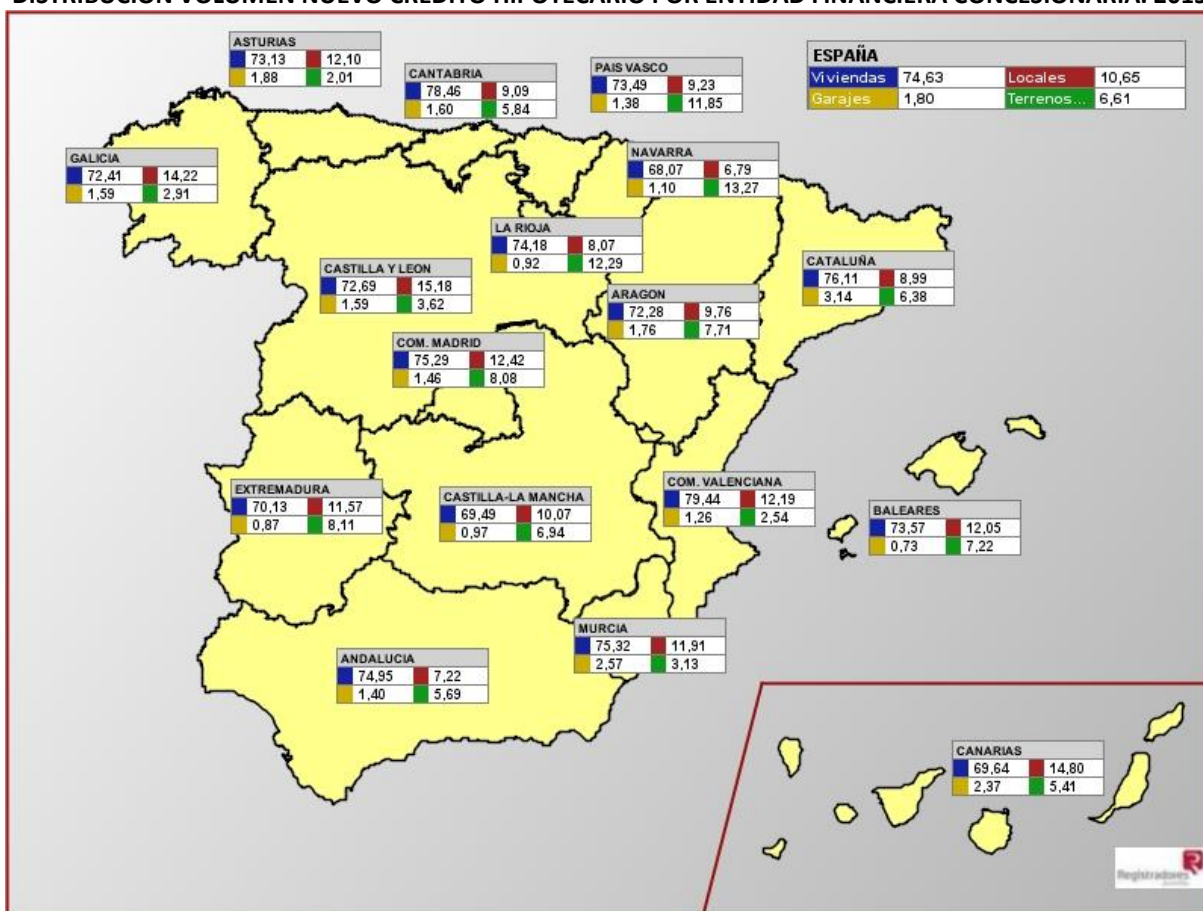 DISTRIBUCIÓN VOLUMEN NUEVO CRÉDITO HIPOTECARIO POR ENTIDAD FINANCIERA CONCESIONARIA. 2013
ASTURIAS
73,13 12,10
1,88 2,01
CANTABRIA
78,46 9,09
1,60 5,84
PAIS VASCO
73,49 9,23
1,38 11,85
ESPAÑA
Viviendas 74,63 Locales 10,65
Garajes 1,80 Terrenos... 6,61
GALICIA
72,41 14,22
1,59 2,91
NAVARRA
68,07 6,79
1,10 13,27
LA RIOJA
74,18 8,07
0,92 12,29
CASTILLA Y LEON
72,69 15,18
1,59 3,62
CATALUÑA
76,11 8,99
3,14 6,38
ARAGON
72,28 9,76
1,76 7,71
COM. MADRID
75,29 12,42
1,46 8,08
EXTREMADURA
70,13 11,57
0,87 8,11
CASTILLA-LA MANCHA
69,49 10,07
0,97 6,94
COM. VALENCIANA
79,44 12,19
1,26 2,54
BALEARES
73,57 12,05
0,73 7,22
MURCIA
75,32 11,91
2,57 3,13
ANDALUCIA
74,95 7,22
1,40 5,69
CANARIAS
69,64 14,80
2,37 5,41
Registradores